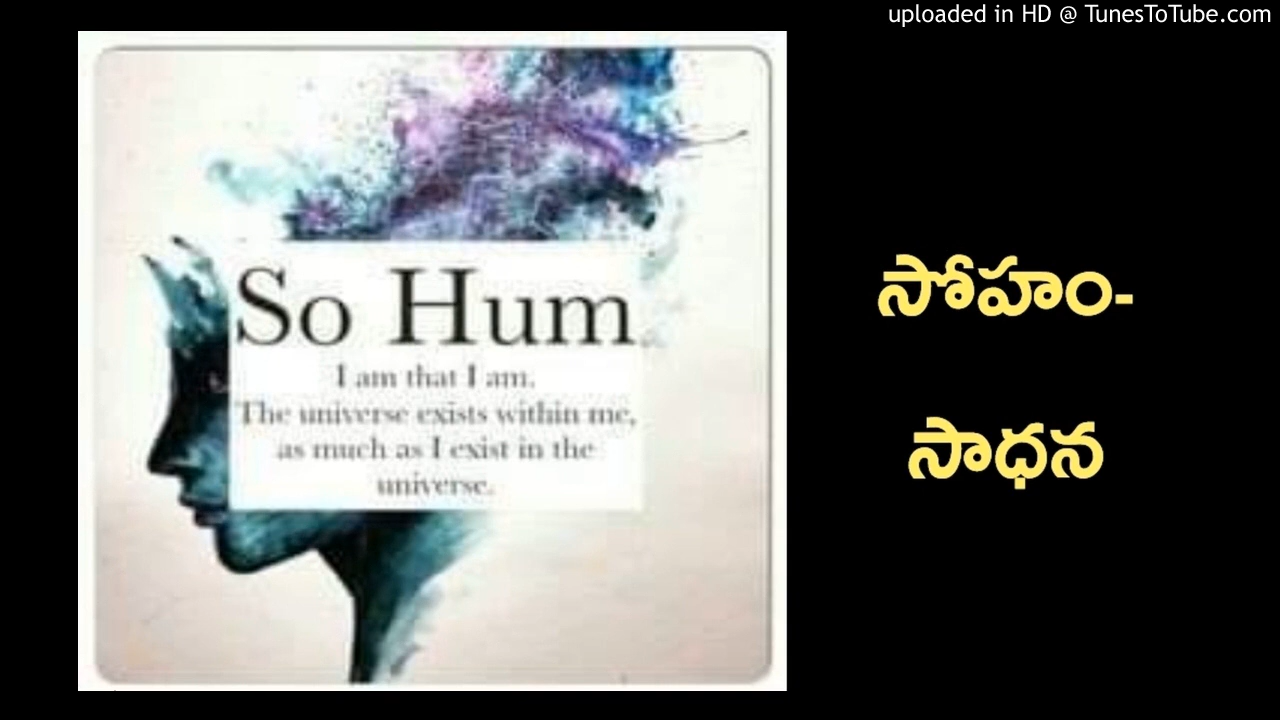 uploaded in HD @ TunesToTube.com
So Hum
I am that I am.
The universe exists within me,
as much as I exist in the
universe.
సోహం-
సాధన